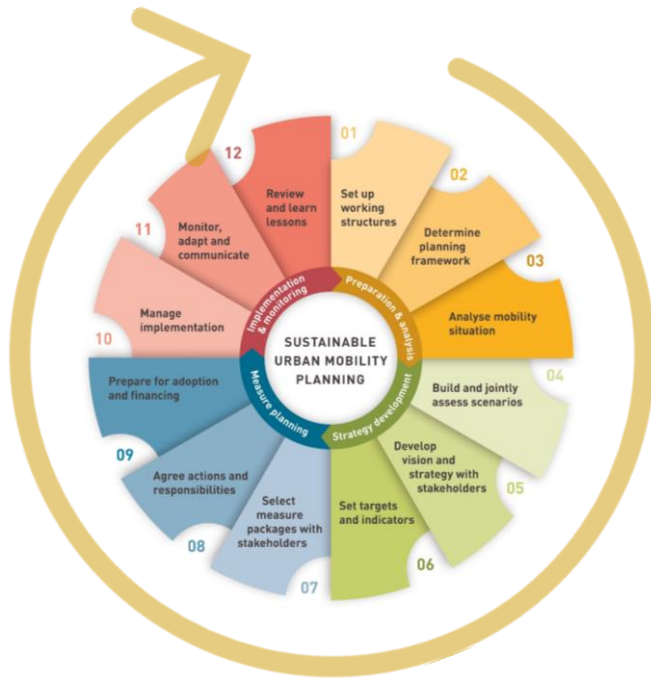 SUSTAINABLE
URBAN MOBILITY
PLANNING
Preparation & analysis
01
Set up
working
structures
02
Determine
planning
framework
03
Analyse mobility
situation
Strategy development
04
Build and jointly
assess scenarios
05
Develop
vision and
strategy with
stakeholders
06
Set targets
and indicators
Measure planning
07
Select
measure
packages with
stakeholders
08
Agree actions and
responsibilities
09
Prepare for adoption
and financing
Implementation
& monitoring
10
Manage
implementation
11
Monitor,
adapt and
communicate
12
Review
and learn
lessons